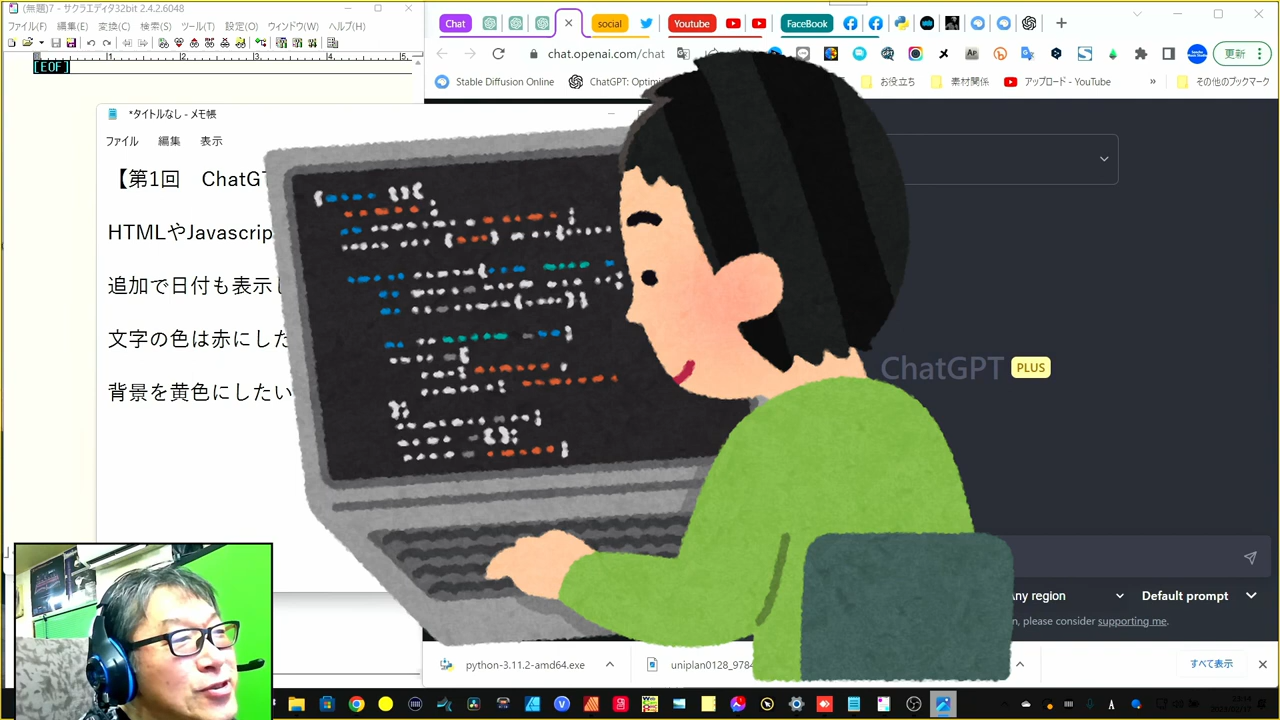 (無題)7 - サクラエディタ32bit 2.4.2.6048
ファイル(F) 編集(E) 変換(C) 検索(S) ツール(T) 設定(O) ウィンドウ(W) ヘルプ(H)
[EOF]
Chat
social
Youtube
FaceBook
chat.openai.com/chat
更新
Stable Diffusion Online
ChatGPT: Optimi
お役立ち
素材関係
アップロード - YouTube
»
その他のブックマーク
*タイトルなし - メモ帳
ファイル 編集 表示
【第1回 ChatG
HTMLやJavascrip
追加で日付も表示し
文字の色は赤にした
背景を黄色にしたい
ChatGPT PLUS
ny region
Default prompt
n, please consider supporting me.
python-3.11.2-amd64.exe
uniplan0128_9784
すべて表示